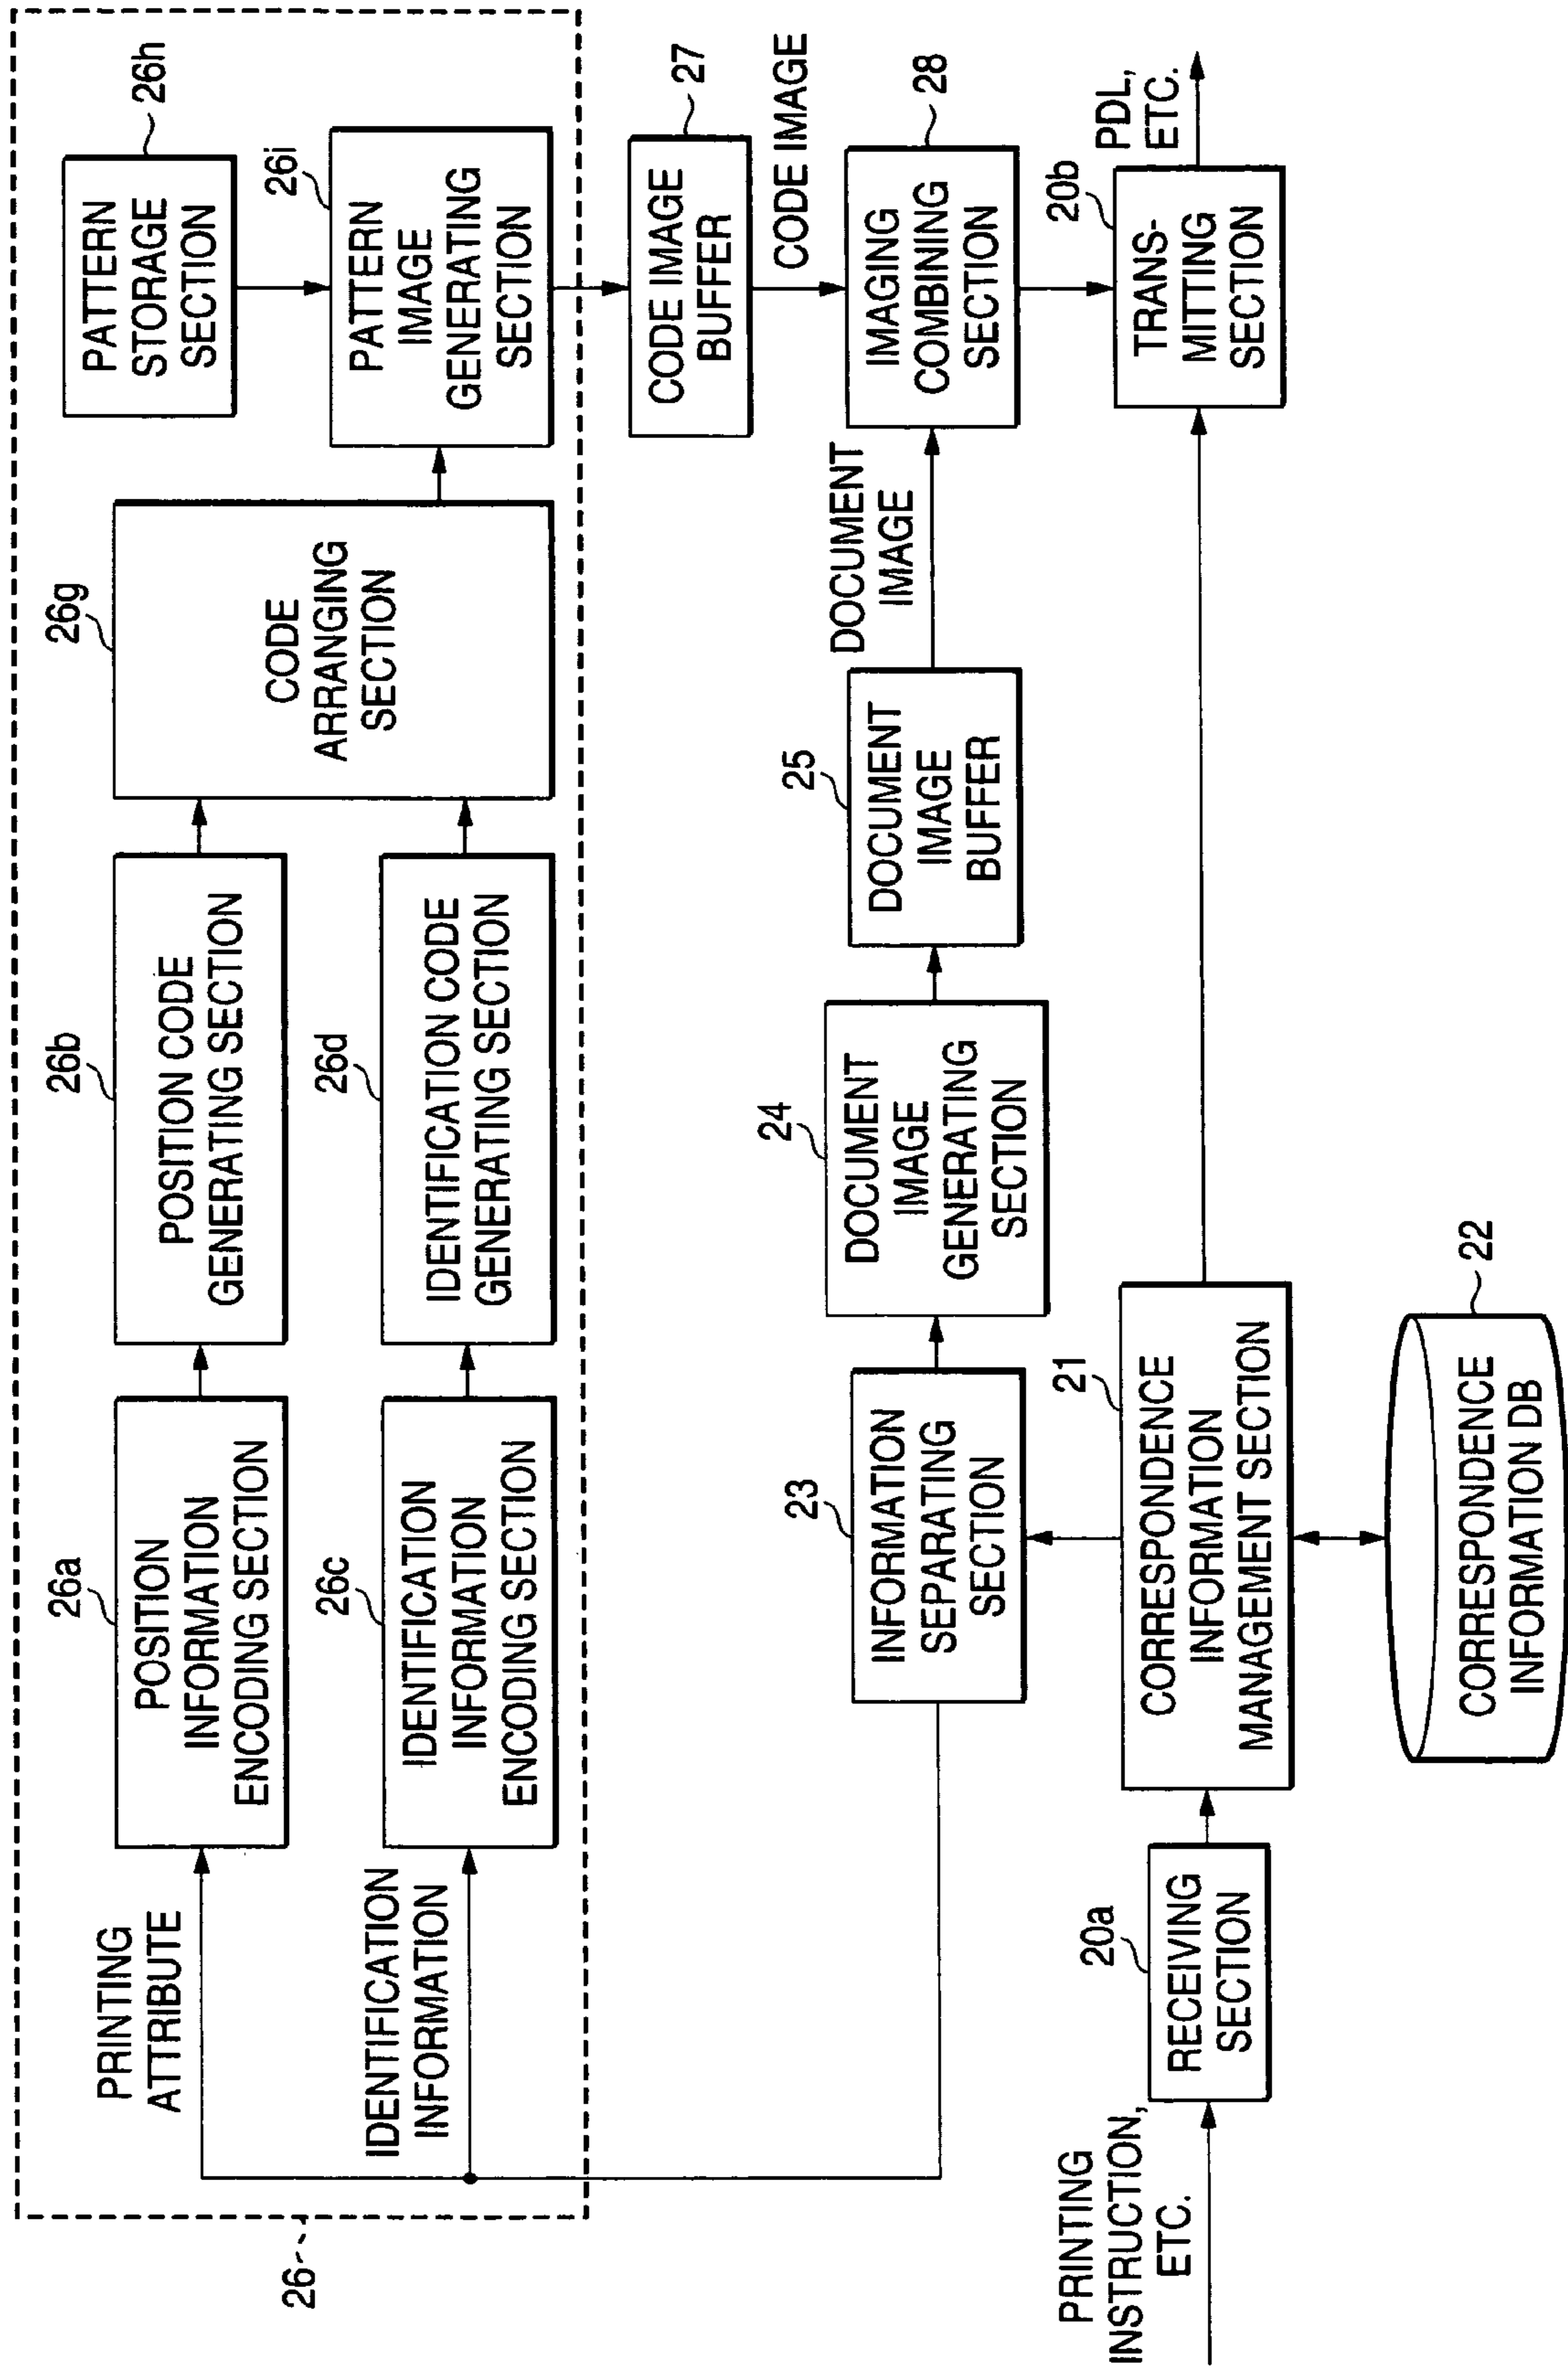 26
PRINTING
ATTRIBUTE
IDENTIFICATION
INFORMATION
26a
POSITION
INFORMATION
ENCODING SECTION
26b
POSITION CODE
GENERATING SECTION
26c
IDENTIFICATION
INFORMATION
ENCODING SECTION
26d
IDENTIFICATION CODE
GENERATING SECTION
26g
CODE
ARRANGING
SECTION
26h
PATTERN
STORAGE
SECTION
26i
PATTERN
IMAGE
GENERATING
SECTION
27
CODE IMAGE
BUFFER
CODE IMAGE
23
INFORMATION
SEPARATING
SECTION
24
DOCUMENT
IMAGE
GENERATING
SECTION
25
DOCUMENT
IMAGE
BUFFER
DOCUMENT
IMAGE
28
IMAGING
COMBINING
SECTION
PRINTING
INSTRUCTION,
ETC.
20a
RECEIVING
SECTION
21
CORRESPONDENCE
INFORMATION
MANAGEMENT SECTION
20b
TRANS-
MITTING
SECTION
PDL,
ETC.
22
CORRESPONDENCE
INFORMATION DB